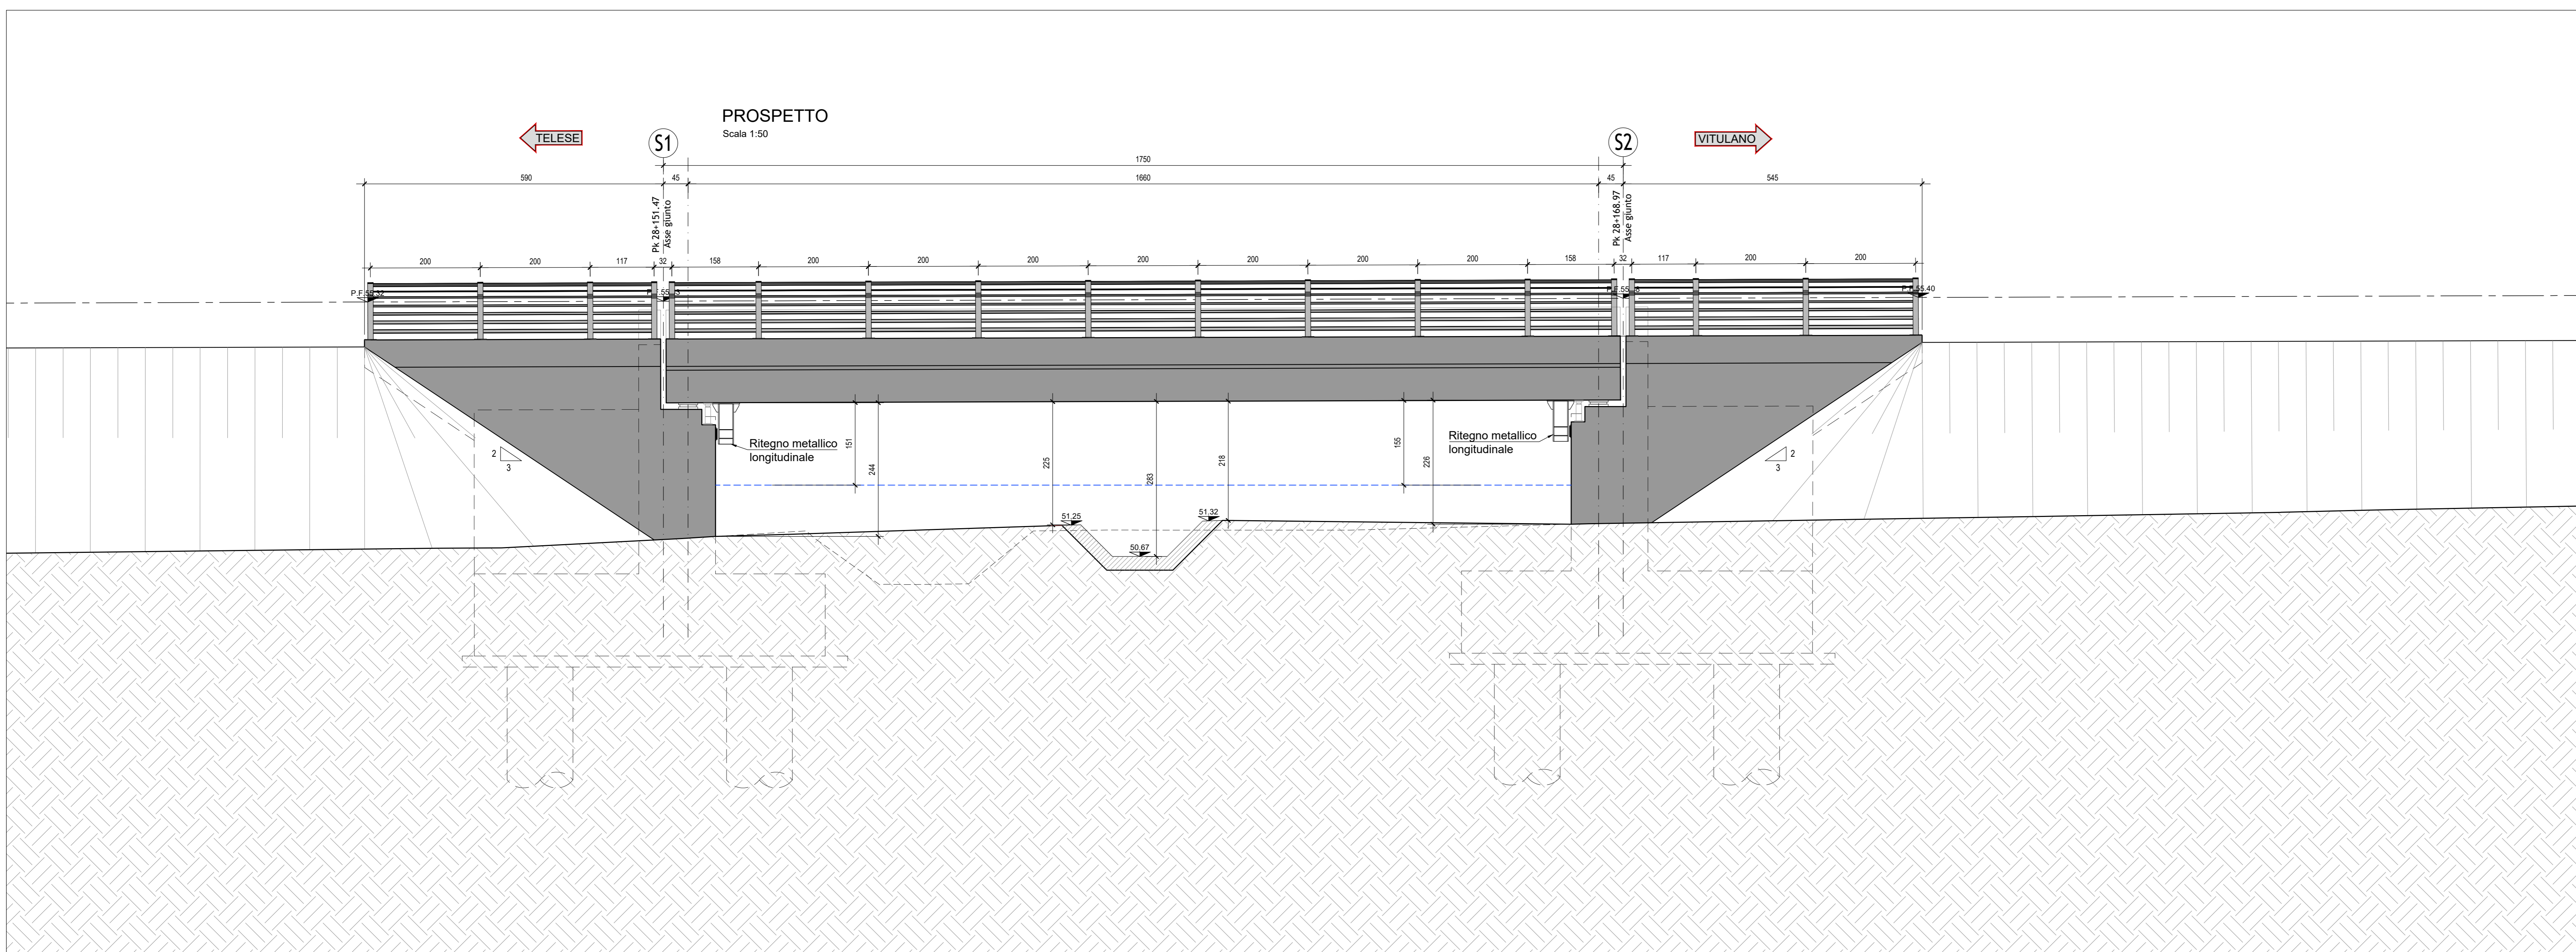 PROSPETTO
Scala 1:50
TELESE
S1
S2
VITULANO
1750
590
45
1660
45
545
Pk 28+151.47
Asse giunto
Pk 28+168.97
Asse giunto
200
200
117
32
158
200
200
200
200
200
200
200
158
32
117
200
200
P.F.55.32
P.F.55.40
Ritegno metallico
longitudinale
Ritegno metallico
longitudinale
151
244
225
283
218
155
226
2
3
2
3
51.25
51.32
50.67